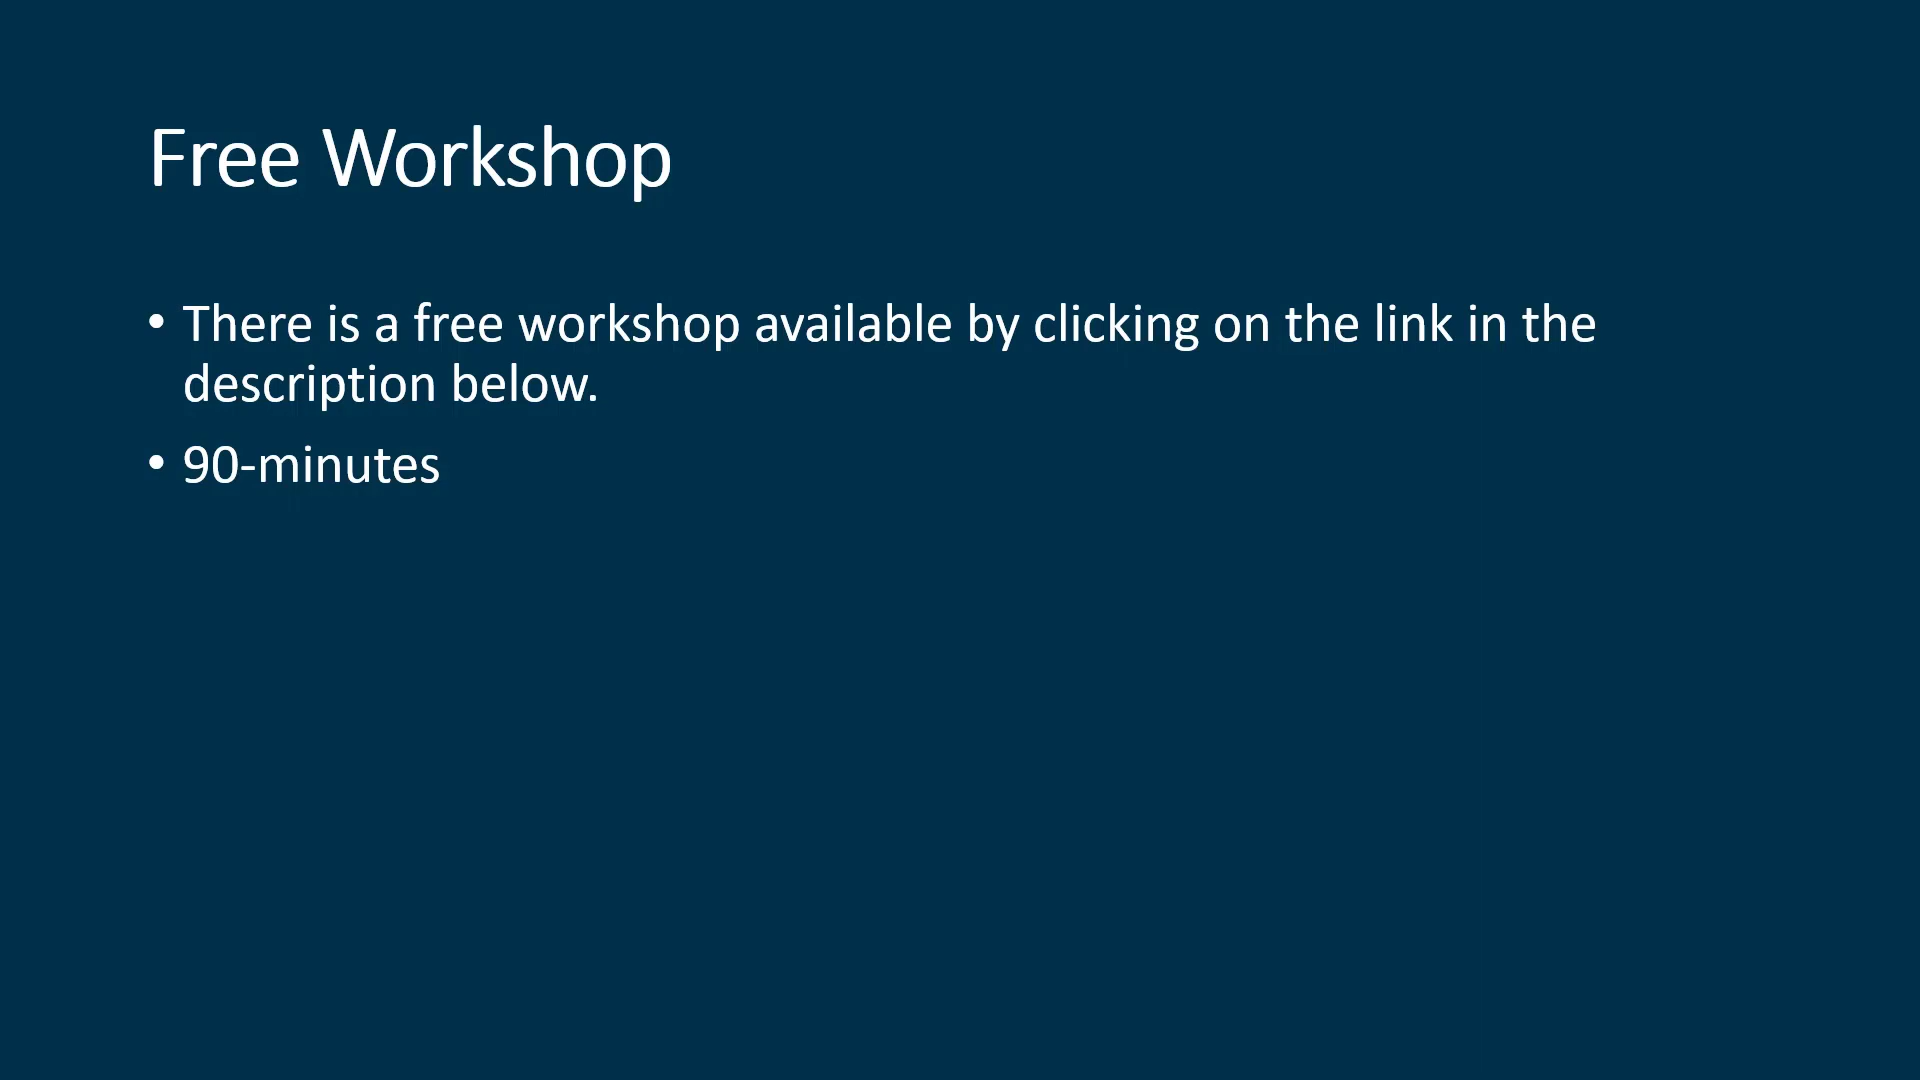 Free Workshop
• There is a free workshop available by clicking on the link in the
description below.
• 90-minutes